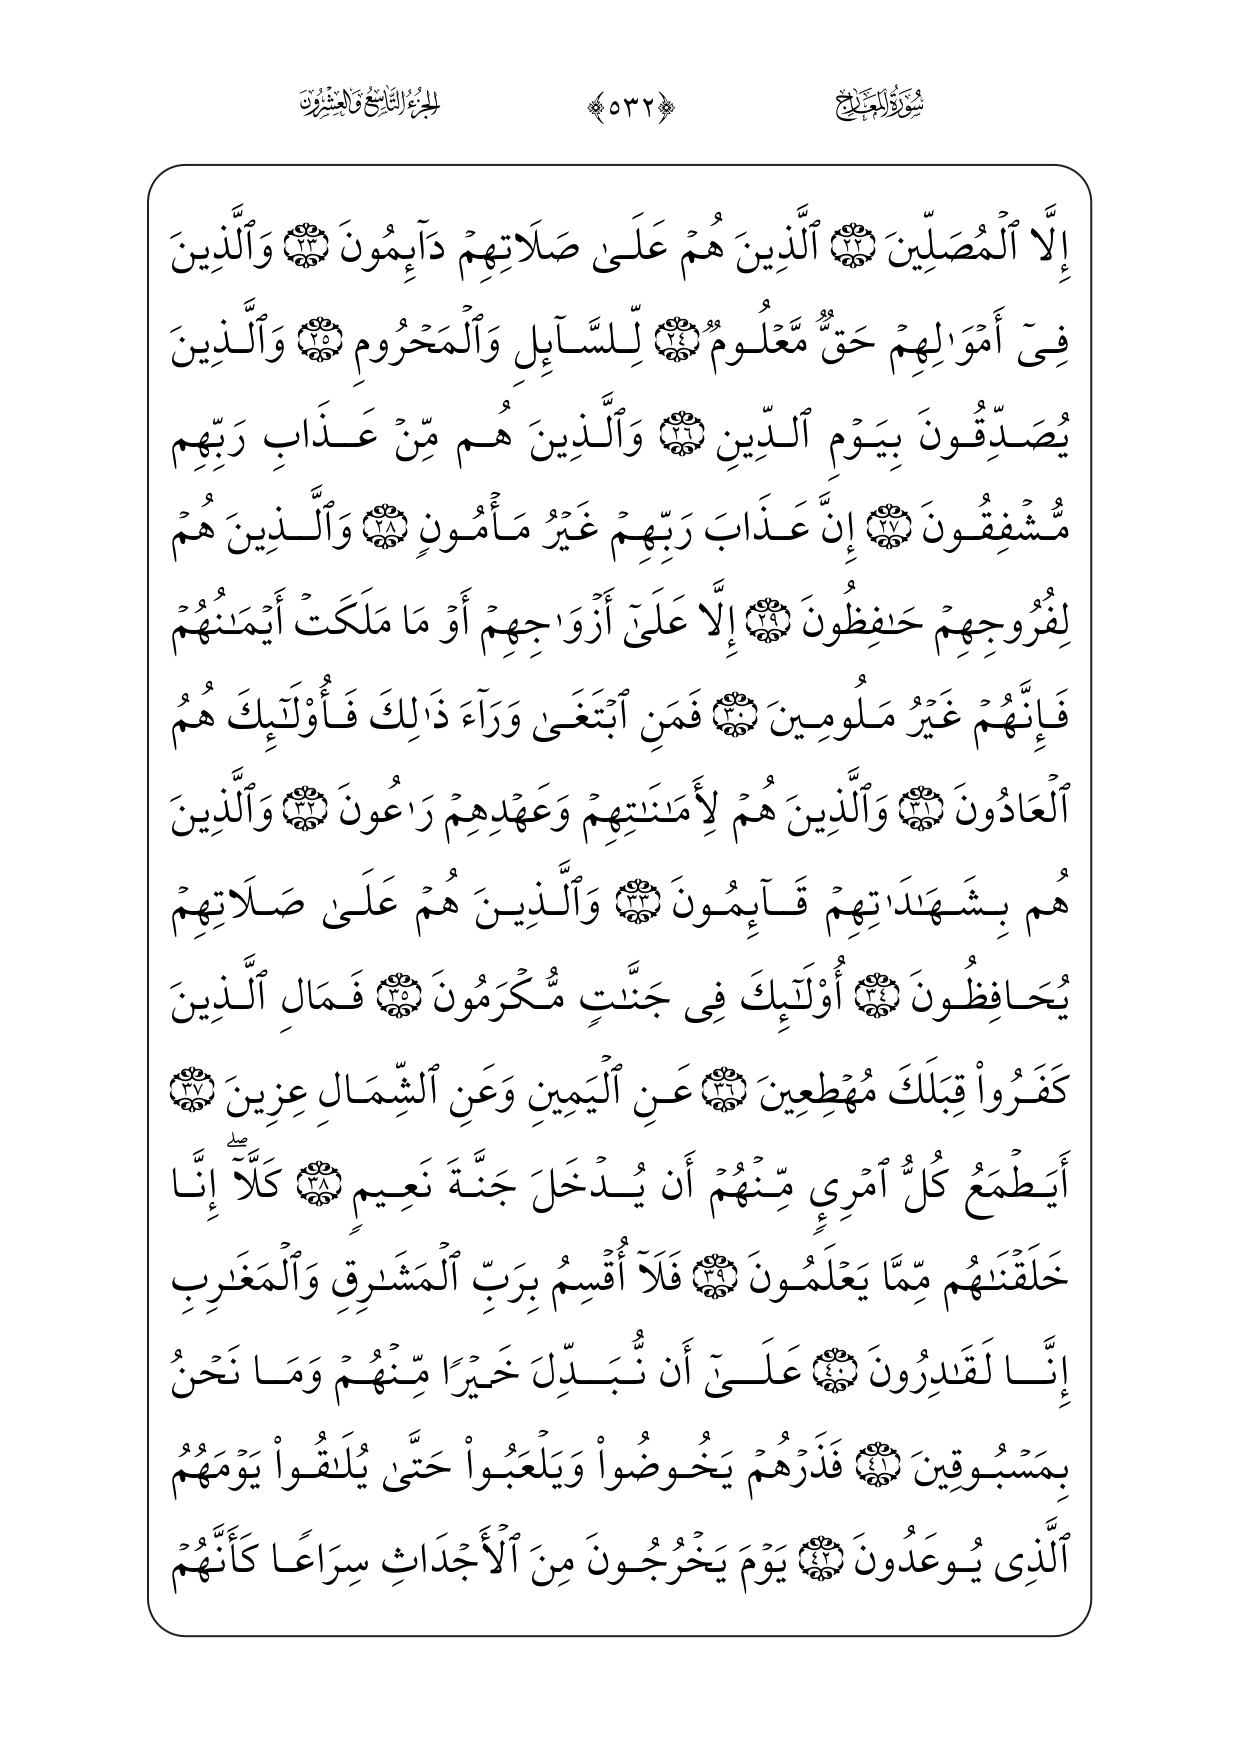 سُورَةُ المَعَارِج ﴿٥٣٢﴾ الجُزْءُ التَّاسِعُ وَالعِشْرُونَ
إِلَّا ٱلۡمُصَلِّينَ ٢٢ ٱلَّذِينَ هُمۡ عَلَىٰ صَلَاتِهِمۡ دَآئِمُونَ ٢٣ وَٱلَّذِينَ
فِيٓ أَمۡوَٰلِهِمۡ حَقّٞ مَّعۡلُومٞ ٢٤ لِّلسَّآئِلِ وَٱلۡمَحۡرُومِ ٢٥ وَٱلَّذِينَ
يُصَدِّقُونَ بِيَوۡمِ ٱلدِّينِ ٢٦ وَٱلَّذِينَ هُم مِّنۡ عَذَابِ رَبِّهِم
مُّشۡفِقُونَ ٢٧ إِنَّ عَذَابَ رَبِّهِمۡ غَيۡرُ مَأۡمُونٖ ٢٨ وَٱلَّذِينَ هُمۡ
لِفُرُوجِهِمۡ حَٰفِظُونَ ٢٩ إِلَّا عَلَىٰٓ أَزۡوَٰجِهِمۡ أَوۡ مَا مَلَكَتۡ أَيۡمَٰنُهُمۡ
فَإِنَّهُمۡ غَيۡرُ مَلُومِينَ ٣٠ فَمَنِ ٱبۡتَغَىٰ وَرَآءَ ذَٰلِكَ فَأُوْلَٰٓئِكَ هُمُ
ٱلۡعَادُونَ ٣١ وَٱلَّذِينَ هُمۡ لِأَمَٰنَٰتِهِمۡ وَعَهۡدِهِمۡ رَٰعُونَ ٣٢ وَٱلَّذِينَ
هُم بِشَهَٰدَٰتِهِمۡ قَآئِمُونَ ٣٣ وَٱلَّذِينَ هُمۡ عَلَىٰ صَلَاتِهِمۡ
يُحَافِظُونَ ٣٤ أُوْلَٰٓئِكَ فِي جَنَّٰتٖ مُّكۡرَمُونَ ٣٥ فَمَالِ ٱلَّذِينَ
كَفَرُواْ قِبَلَكَ مُهۡطِعِينَ ٣٦ عَنِ ٱلۡيَمِينِ وَعَنِ ٱلشِّمَالِ عِزِينَ ٣٧
أَيَطۡمَعُ كُلُّ ٱمۡرِيٕٖ مِّنۡهُمۡ أَن يُدۡخَلَ جَنَّةَ نَعِيمٖ ٣٨ كَلَّآۖ إِنَّا
خَلَقۡنَٰهُم مِّمَّا يَعۡلَمُونَ ٣٩ فَلَآ أُقۡسِمُ بِرَبِّ ٱلۡمَشَٰرِقِ وَٱلۡمَغَٰرِبِ
إِنَّا لَقَٰدِرُونَ ٤٠ عَلَىٰٓ أَن نُّبَدِّلَ خَيۡرٗا مِّنۡهُمۡ وَمَا نَحۡنُ
بِمَسۡبُوقِينَ ٤١ فَذَرۡهُمۡ يَخُوضُواْ وَيَلۡعَبُواْ حَتَّىٰ يُلَٰقُواْ يَوۡمَهُمُ
ٱلَّذِي يُوعَدُونَ ٤٢ يَوۡمَ يَخۡرُجُونَ مِنَ ٱلۡأَجۡدَاثِ سِرَاعٗا كَأَنَّهُمۡ